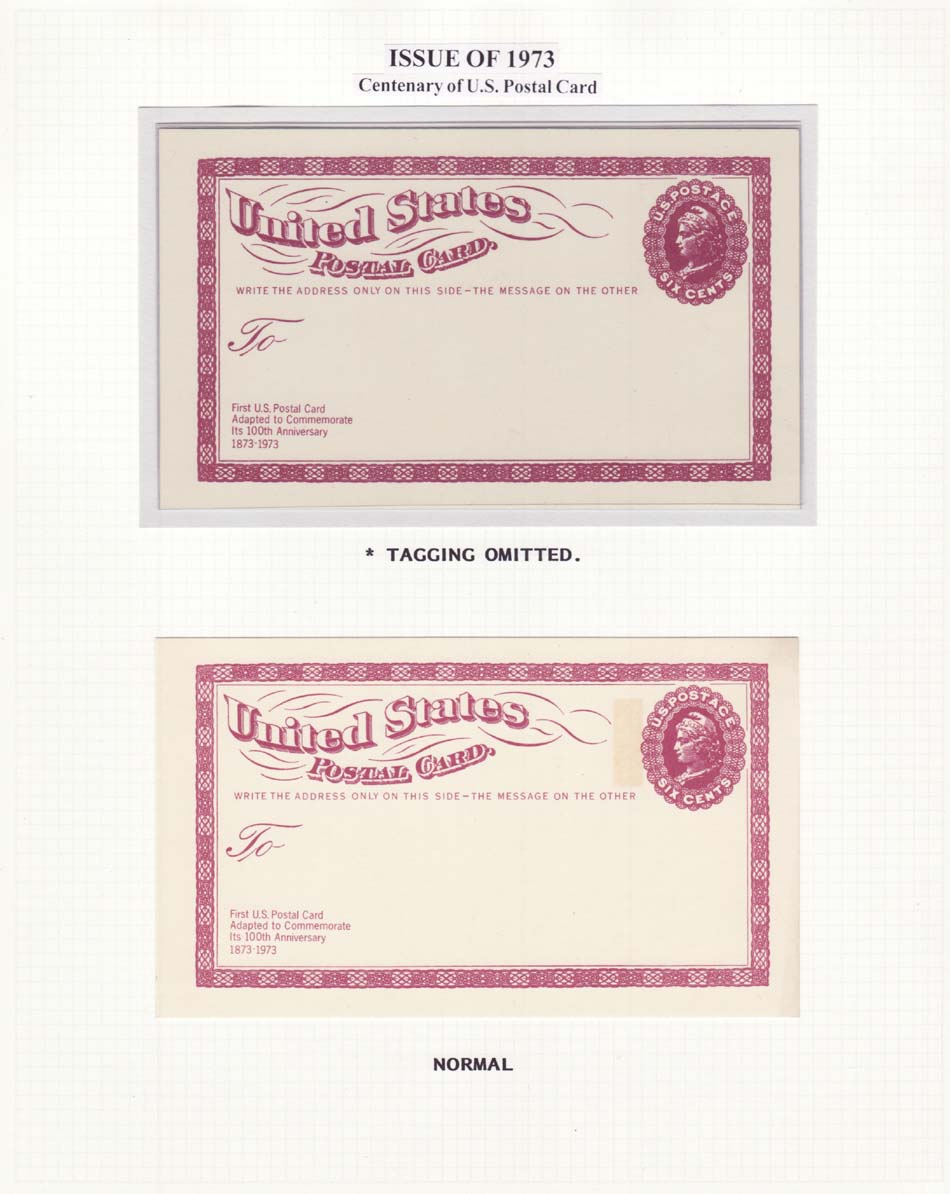 ISSUE OF 1973
Centenary of U.S. Postal Card
United States
POSTAL CARD.
U.S. POSTAGE
SIX CENTS
WRITE THE ADDRESS ONLY ON THIS SIDE—THE MESSAGE ON THE OTHER
To
First U.S. Postal Card
Adapted to Commemorate
Its 100th Anniversary
1873-1973
* TAGGING OMITTED.
United States
POSTAL CARD.
U.S. POSTAGE
SIX CENTS
WRITE THE ADDRESS ONLY ON THIS SIDE—THE MESSAGE ON THE OTHER
To
First U.S. Postal Card
Adapted to Commemorate
Its 100th Anniversary
1873-1973
NORMAL